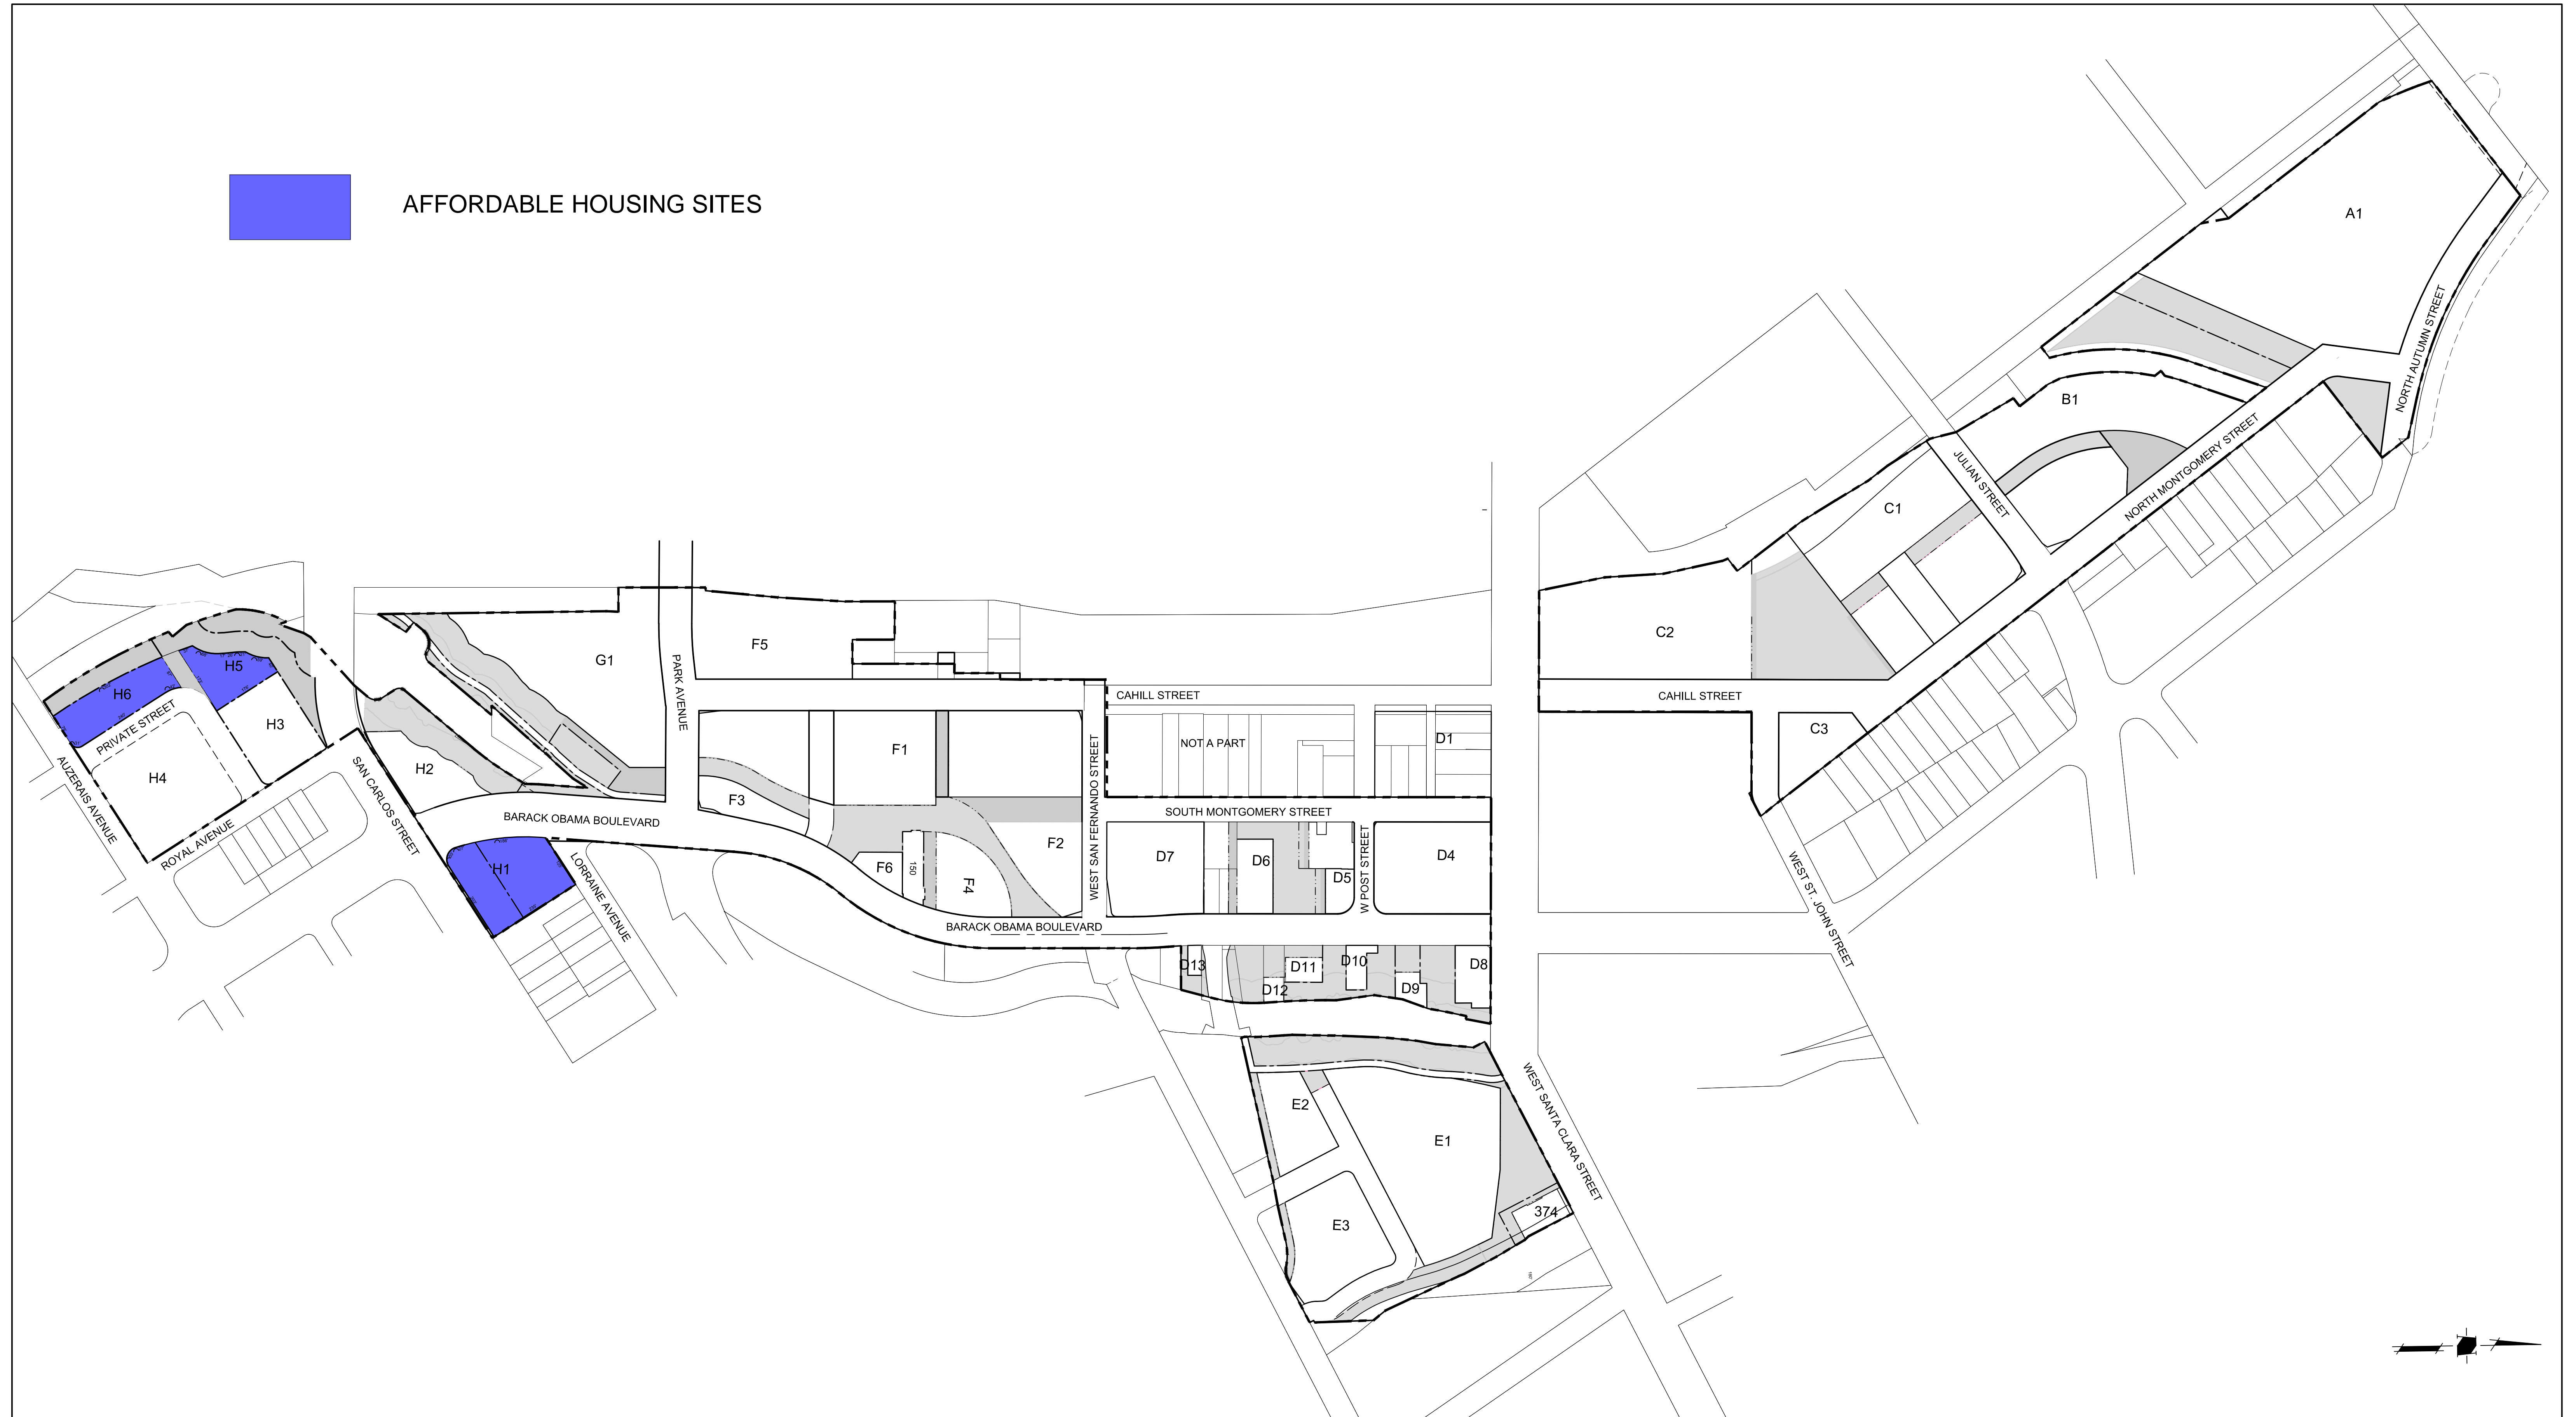 AFFORDABLE HOUSING SITES
A1
NORTH AUTUMN STREET
B1
NORTH MONTGOMERY STREET
JULIAN STREET
C1
C2
CAHILL STREET
C3
WEST ST. JOHN STREET
H5
H6
PRIVATE STREET
H3
H4
AUZERAIS AVENUE
ROYAL AVENUE
SAN CARLOS STREET
H2
G1
PARK AVENUE
F5
BARACK OBAMA BOULEVARD
H1
LORRAINE AVENUE
F3
F1
F6
150
F4
F2
WEST SAN FERNANDO STREET
BARACK OBAMA BOULEVARD
CAHILL STREET
NOT A PART
D1
SOUTH MONTGOMERY STREET
D7
D6
D5
W POST STREET
D4
D13
D12
D11
D10
D9
D8
WEST SANTA CLARA STREET
E2
E1
E3
374